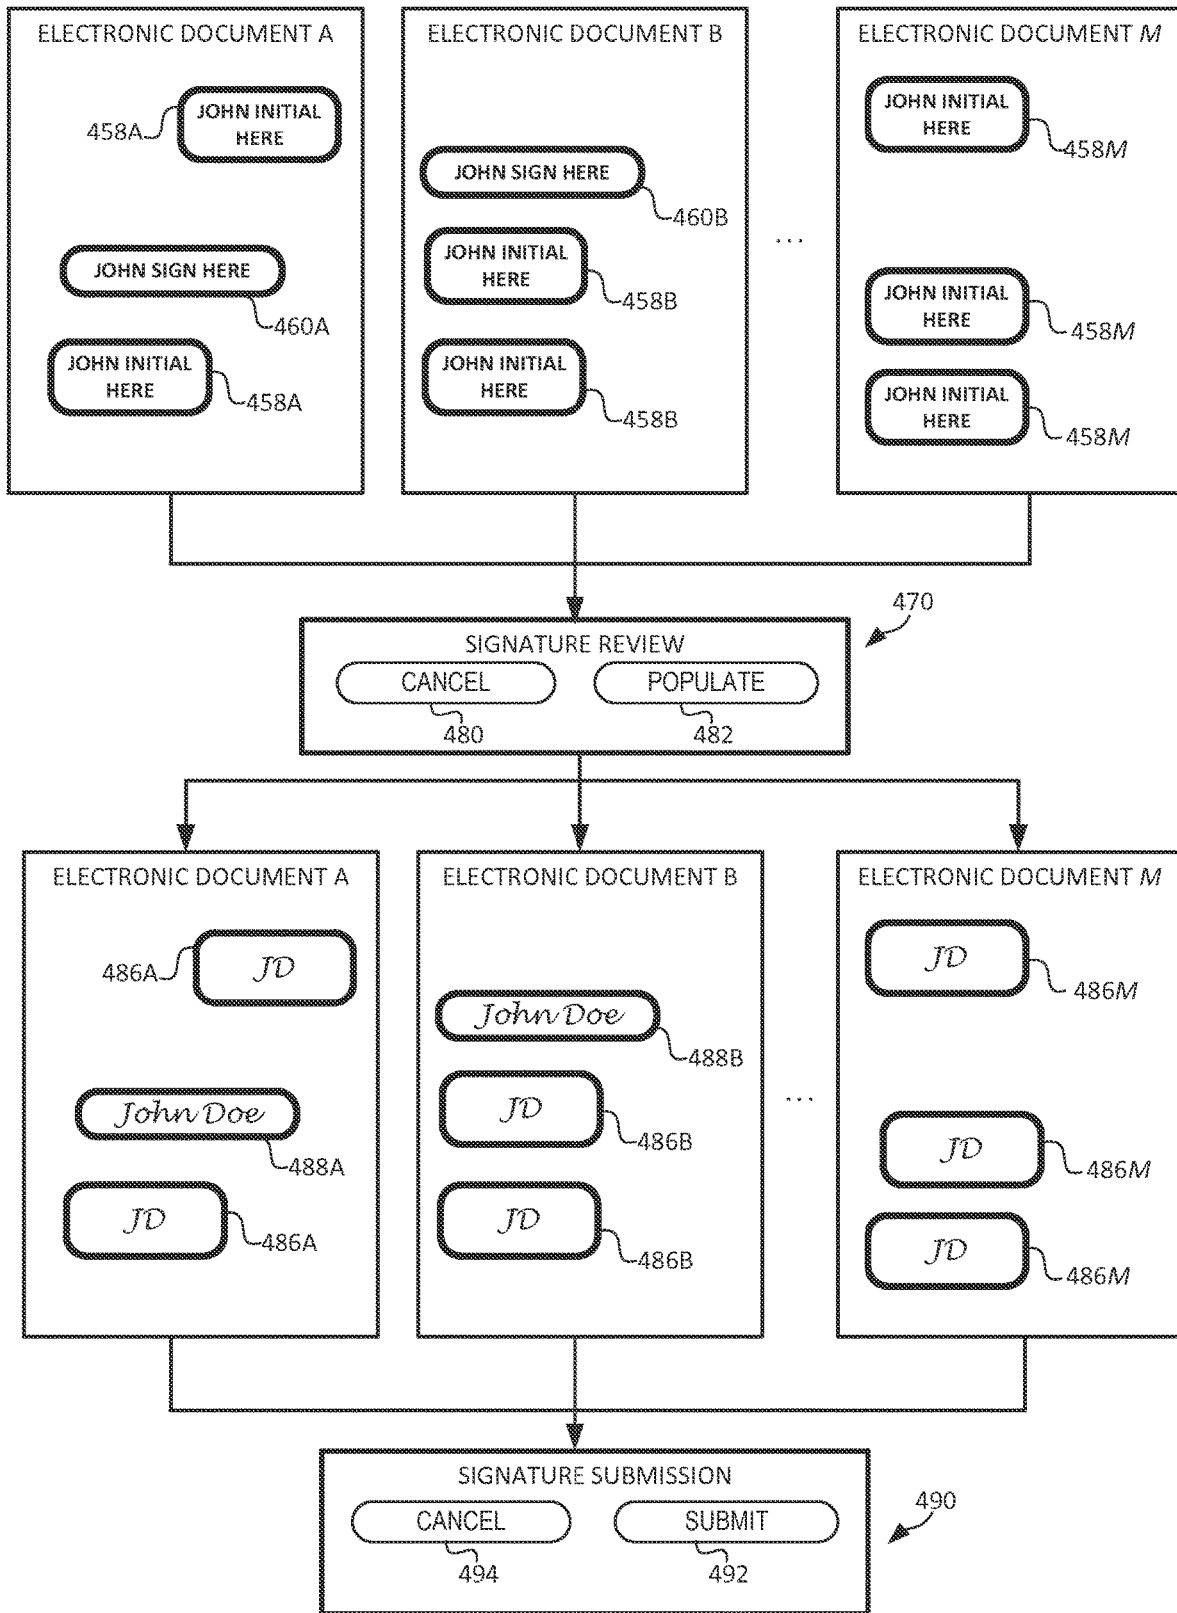 ELECTRONIC DOCUMENT A
JOHN INITIAL
HERE
458A
JOHN SIGN HERE
460A
JOHN INITIAL
HERE
458A
ELECTRONIC DOCUMENT B
JOHN SIGN HERE
460B
JOHN INITIAL
HERE
458B
JOHN INITIAL
HERE
458B
...
ELECTRONIC DOCUMENT M
JOHN INITIAL
HERE
458M
JOHN INITIAL
HERE
458M
JOHN INITIAL
HERE
458M
470
SIGNATURE REVIEW
CANCEL
480
POPULATE
482
ELECTRONIC DOCUMENT A
486A
JD
John Doe
488A
JD
486A
ELECTRONIC DOCUMENT B
John Doe
488B
JD
486B
JD
486B
...
ELECTRONIC DOCUMENT M
JD
486M
JD
486M
JD
486M
SIGNATURE SUBMISSION
CANCEL
494
SUBMIT
492
490